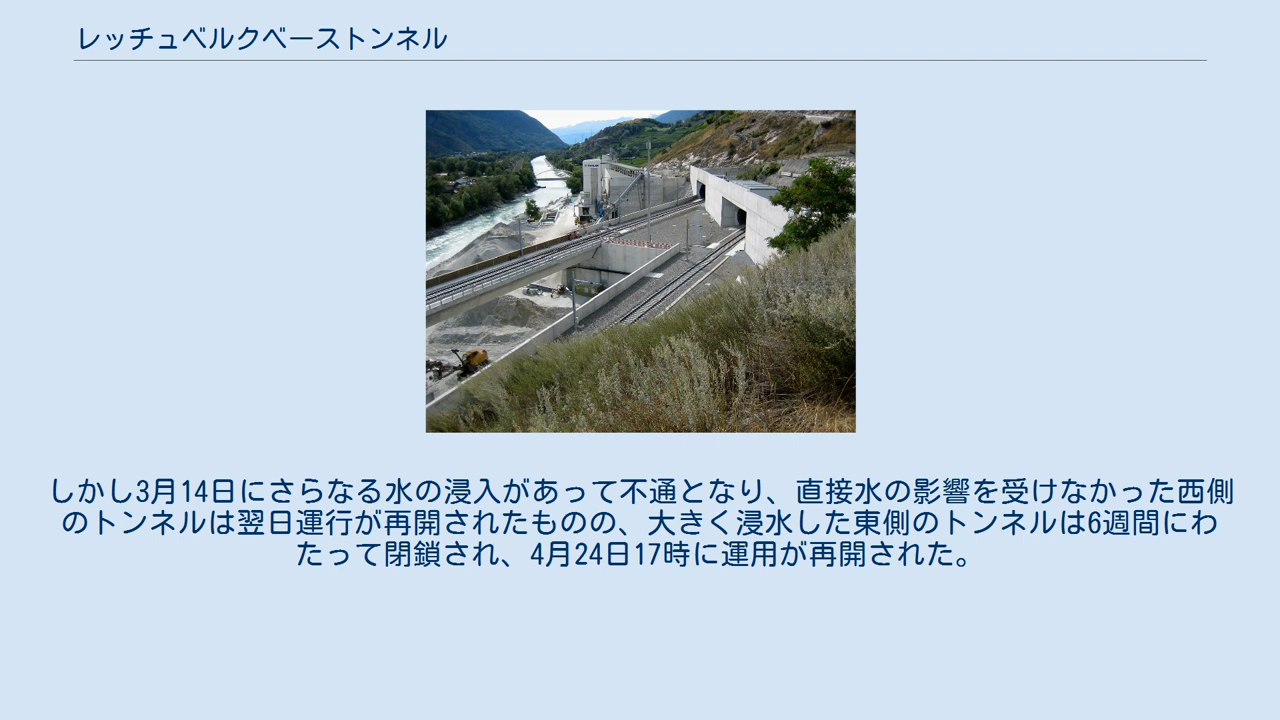 レッチュベルクベーストンネル
しかし3月14日にさらなる水の浸入があって不通となり、直接水の影響を受けなかった西側
のトンネルは翌日運行が再開されたものの、大きく浸水した東側のトンネルは6週間にわ
たって閉鎖され、4月24日17時に運用が再開された。